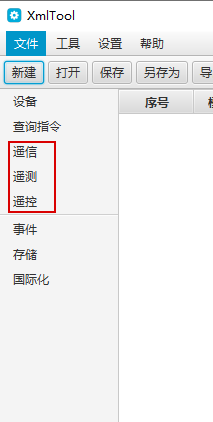 XmlTool
文件 工具 设置 帮助
新建 打开 保存 另存为
序号
设备
查询指令
遥信
遥测
遥控
事件
存储
国际化